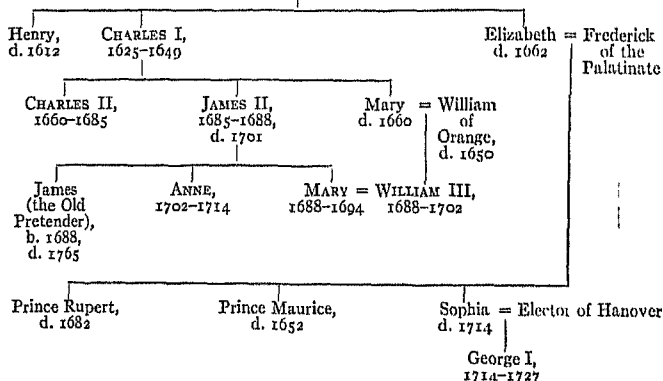 Henry, CHARLES I, Elizabeth = Frederick
d. 1612 1625–1649 d. 1662 of the
Palatinate
CHARLES II, JAMES II, Mary = William
1660–1685 1685–1688, d. 1660 of
d. 1701 Orange,
d. 1650
James ANNE, MARY = WILLIAM III,
(the Old 1702–1714 1688–1694 1688–1702
Pretender),
b. 1688,
d. 1765
Prince Rupert, Prince Maurice, Sophia = Elector of Hanover
d. 1682 d. 1652 d. 1714
George I,
1714–1727